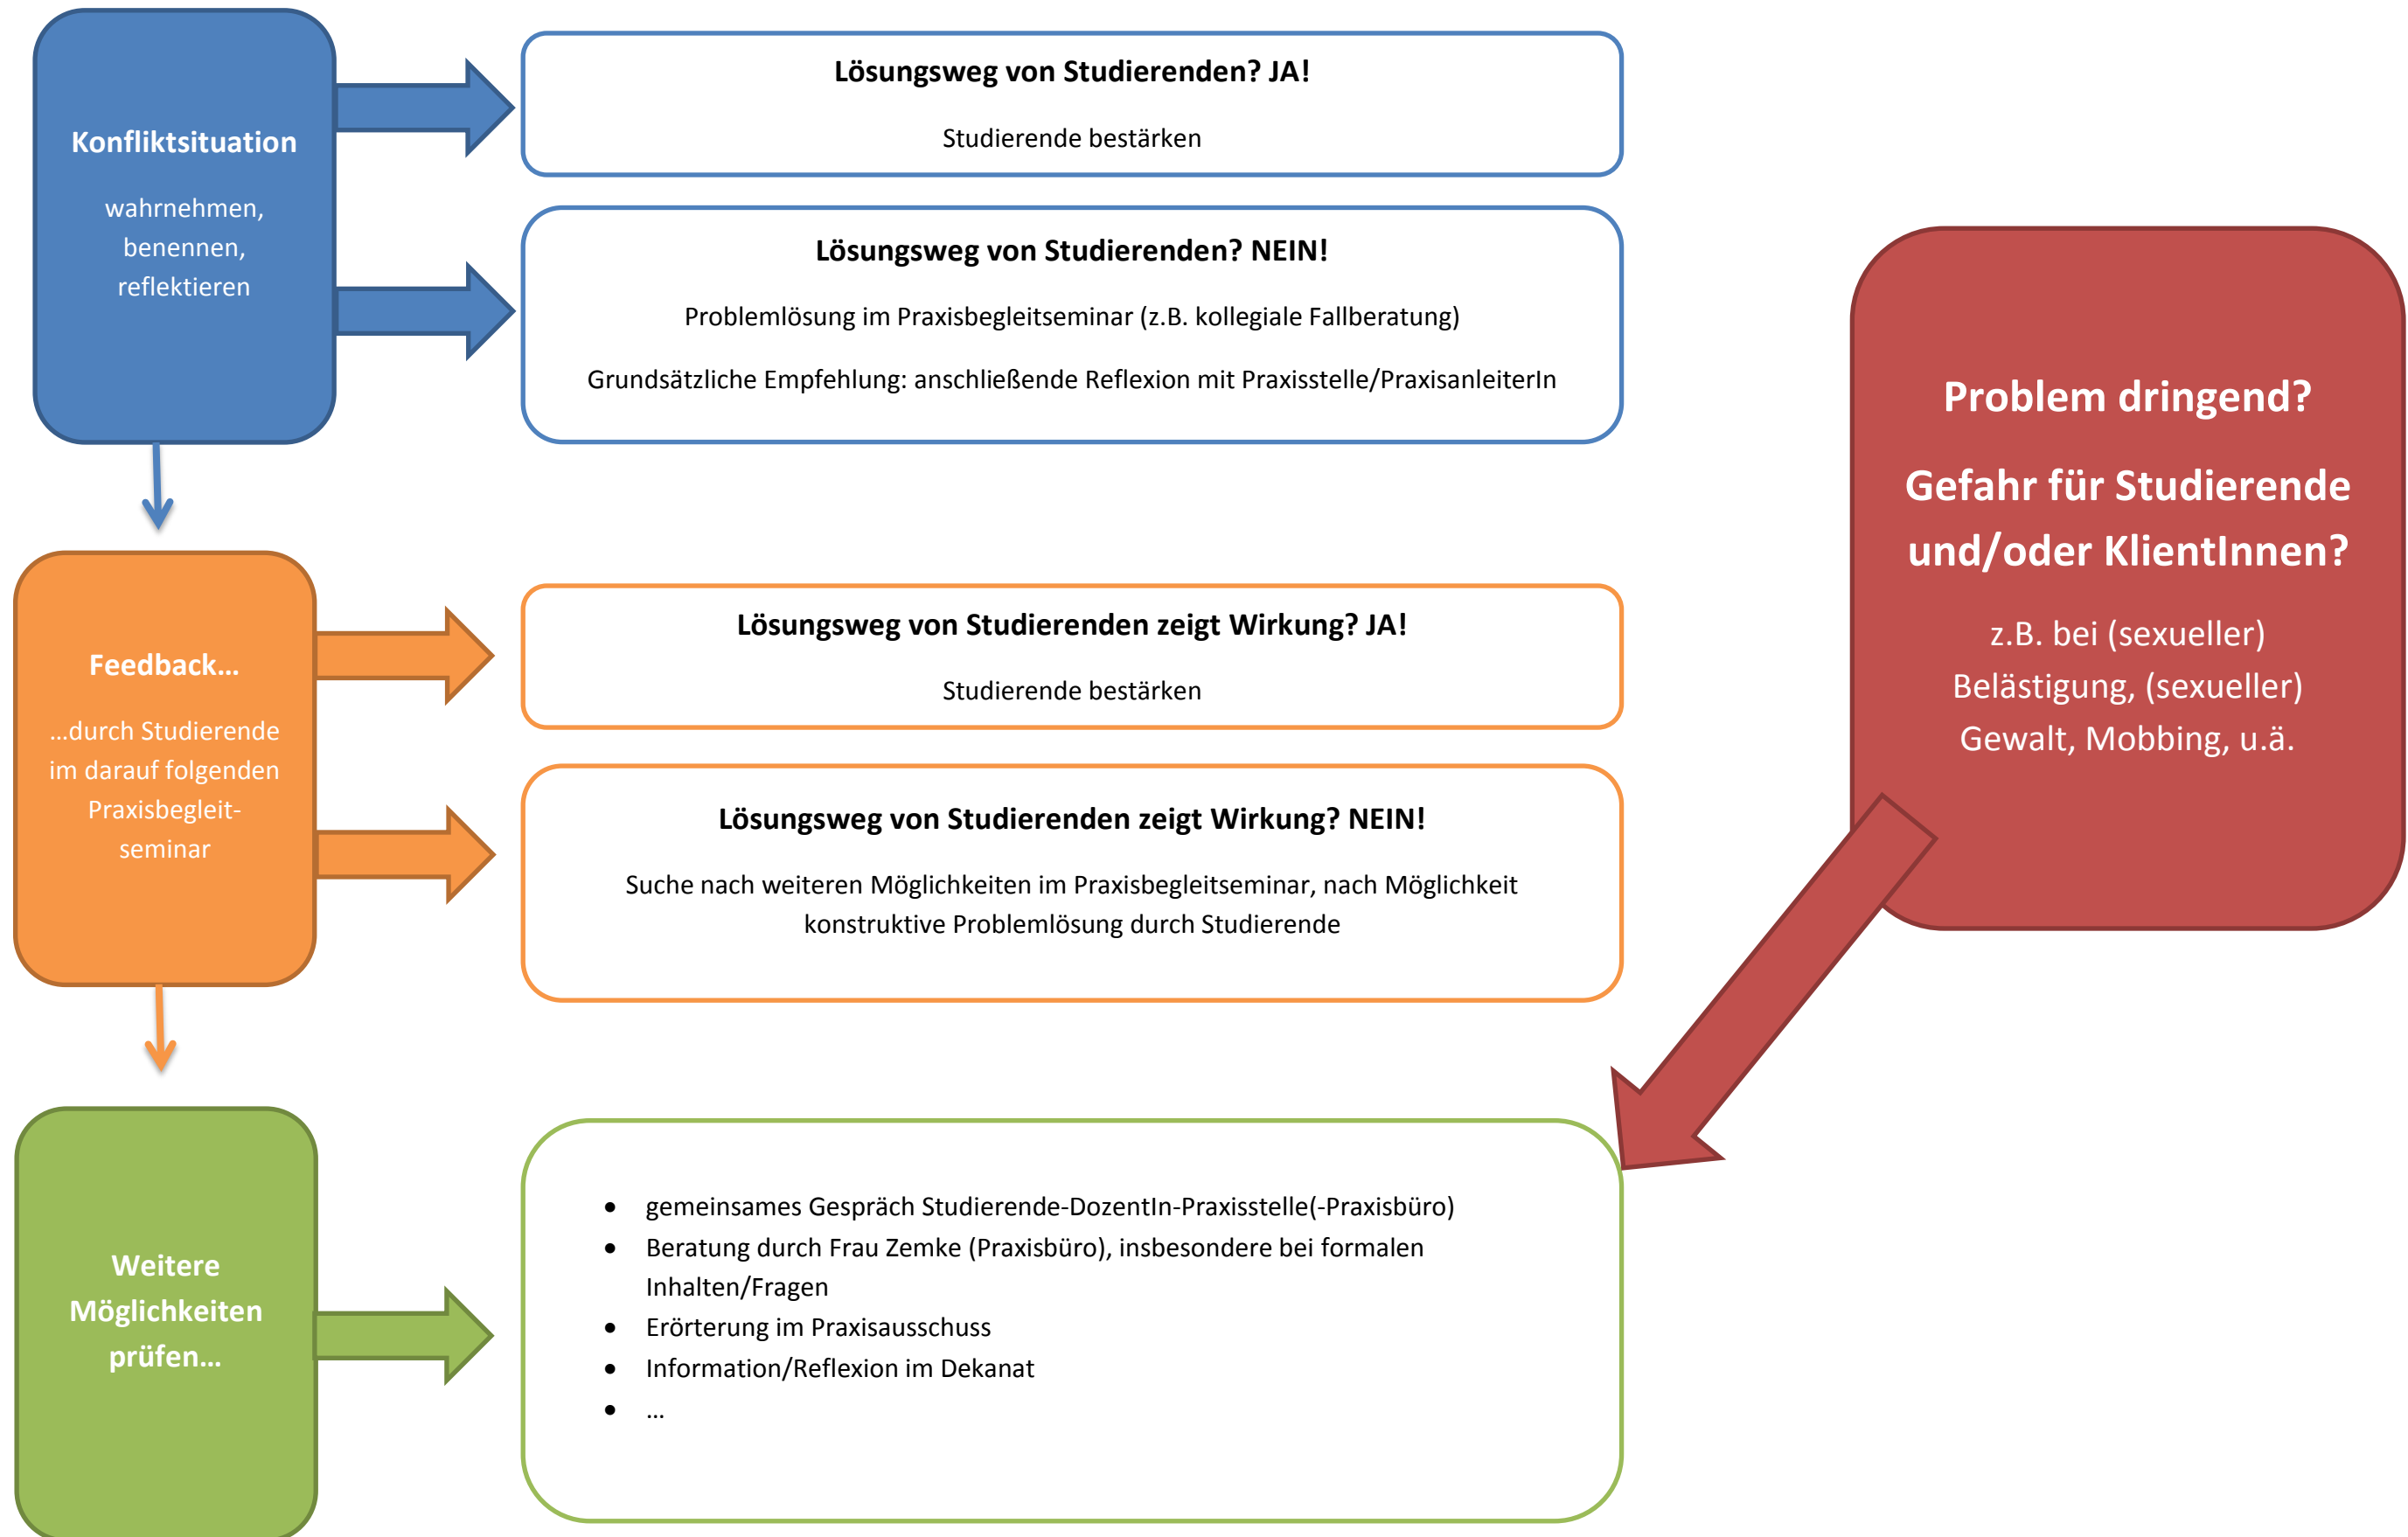 Konfliktsituation
wahrnehmen,
benennen,
reflektieren
Lösungsweg von Studierenden? JA!
Studierende bestärken
Lösungsweg von Studierenden? NEIN!
Problemlösung im Praxisbegleitseminar (z.B. kollegiale Fallberatung)
Grundsätzliche Empfehlung: anschließende Reflexion mit Praxisstelle/PraxisanleiterIn
Problem dringend?
Gefahr für Studierende
und/oder KlientInnen?
z.B. bei (sexueller)
Belästigung, (sexueller)
Gewalt, Mobbing, u.ä.
Feedback…
…durch Studierende
im darauf folgenden
Praxisbegleit-
seminar
Lösungsweg von Studierenden zeigt Wirkung? JA!
Studierende bestärken
Lösungsweg von Studierenden zeigt Wirkung? NEIN!
Suche nach weiteren Möglichkeiten im Praxisbegleitseminar, nach Möglichkeit
konstruktive Problemlösung durch Studierende
Weitere
Möglichkeiten
prüfen…
• gemeinsames Gespräch Studierende-DozentIn-Praxisstelle(-Praxisbüro)
• Beratung durch Frau Zemke (Praxisbüro), insbesondere bei formalen
Inhalten/Fragen
• Erörterung im Praxisausschuss
• Information/Reflexion im Dekanat
• …